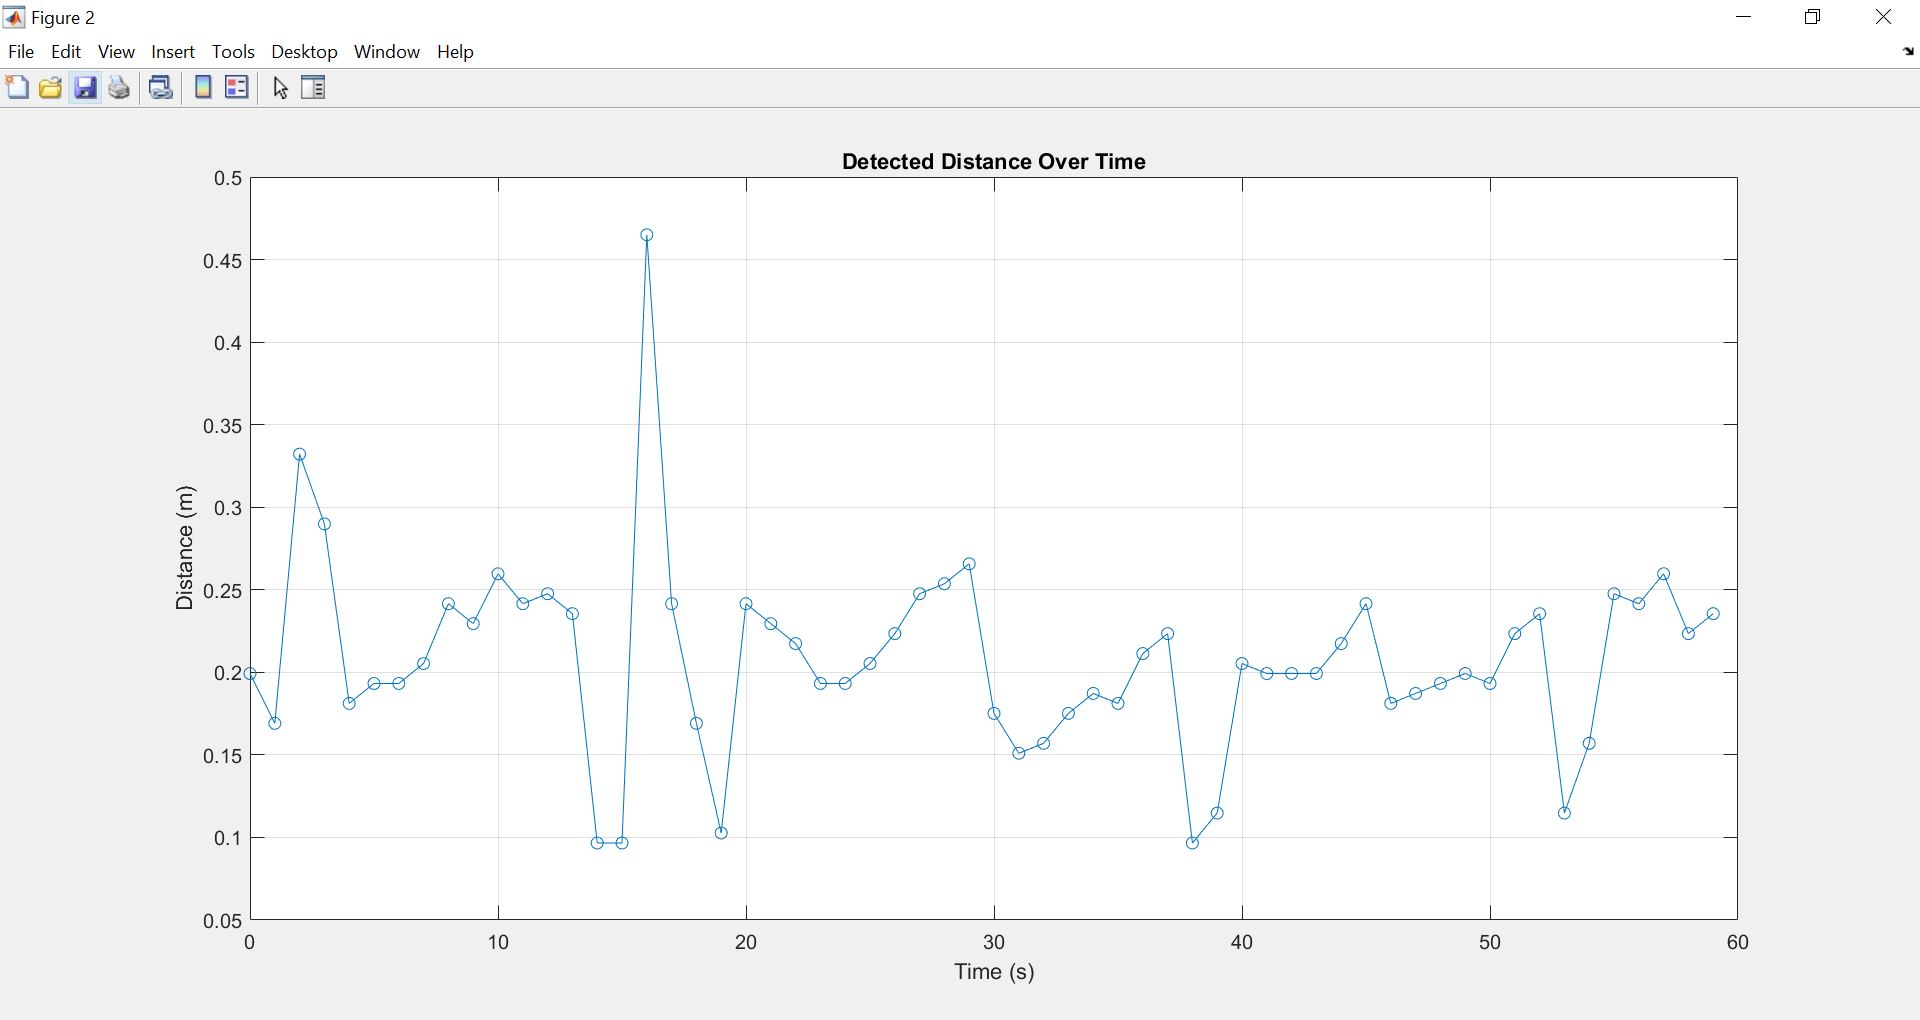 Figure 2
File Edit View Insert Tools Desktop Window Help
Detected Distance Over Time
0.5
0.45
0.4
0.35
0.3
0.25
0.2
0.15
0.1
0.05
Distance (m)
0 10 20 30 40 50 60
Time (s)